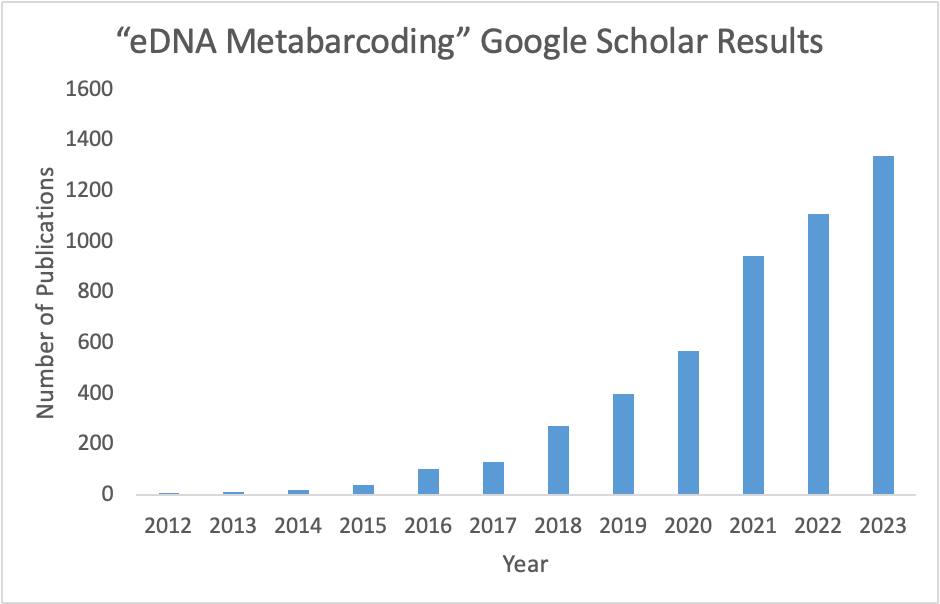 “eDNA Metabarcoding” Google Scholar Results
Number of Publications
1600
1400
1200
1000
800
600
400
200
0
2012 2013 2014 2015 2016 2017 2018 2019 2020 2021 2022 2023
Year